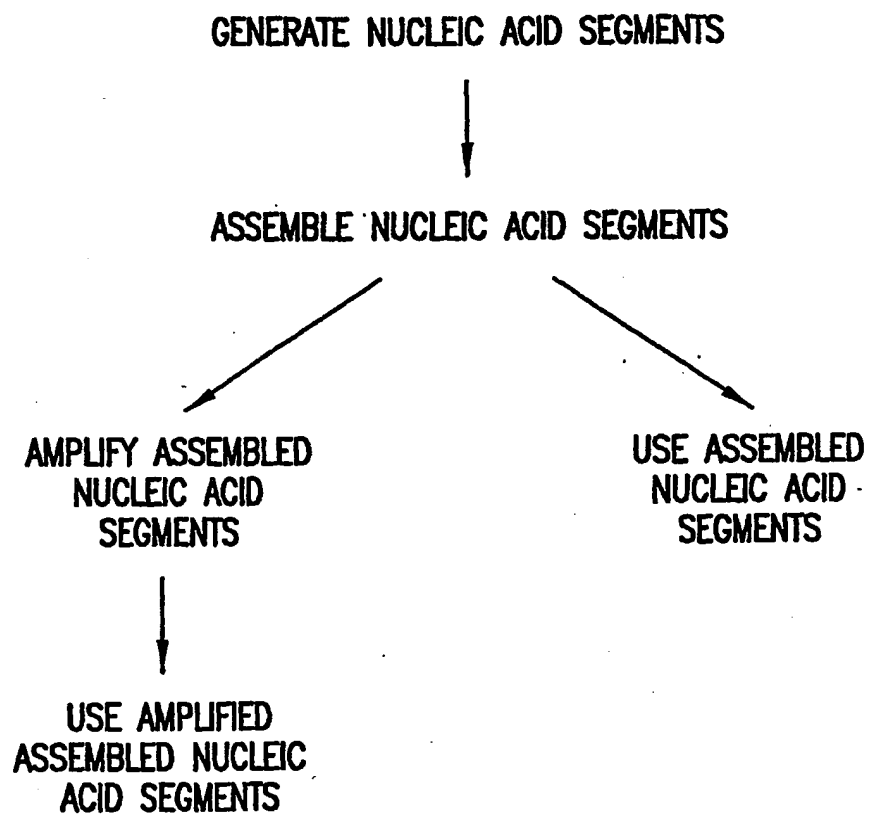 GENERATE NUCLEIC ACID SEGMENTS
ASSEMBLE NUCLEIC ACID SEGMENTS
AMPLIFY ASSEMBLED
NUCLEIC ACID
SEGMENTS
USE ASSEMBLED
NUCLEIC ACID
SEGMENTS
USE AMPLIFIED
ASSEMBLED NUCLEIC
ACID SEGMENTS